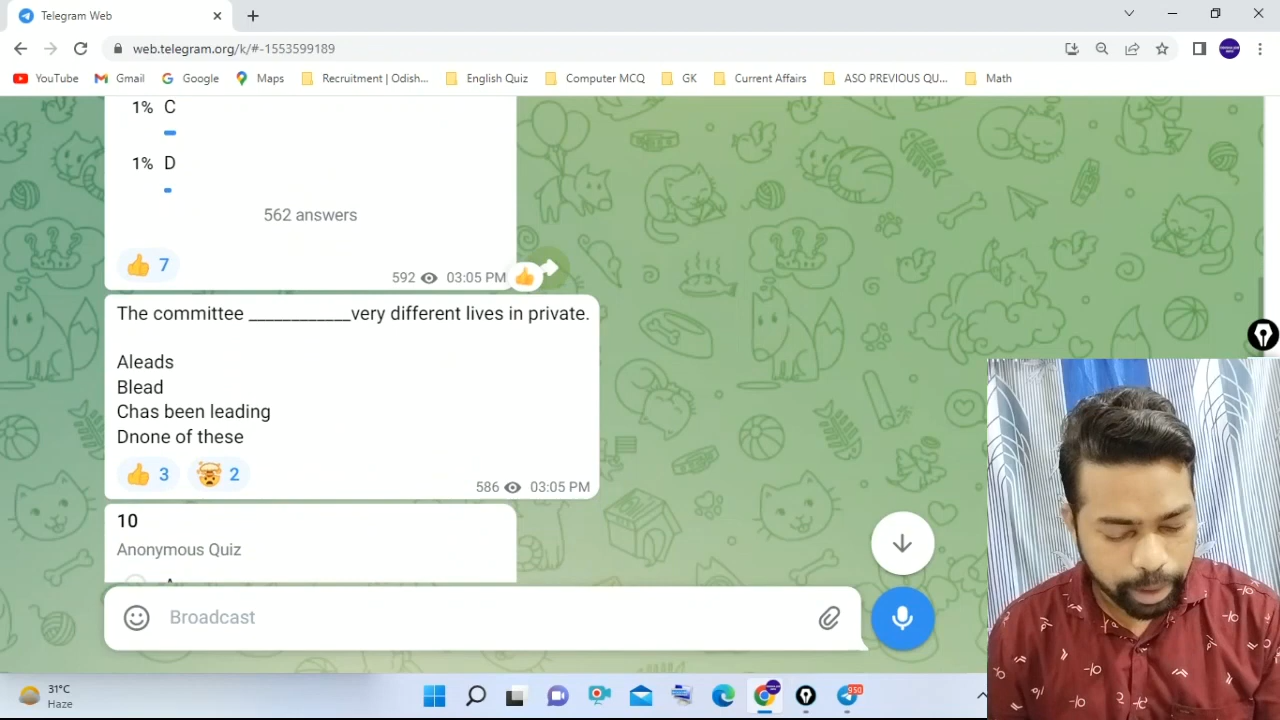 Telegram Web
web.telegram.org/k/#-1553599189
YouTube
Gmail
Google
Maps
Recruitment | Odish...
English Quiz
Computer MCQ
GK
Current Affairs
ASO PREVIOUS QU...
Math
1% C
1% D
562 answers
7
592
03:05 PM
The committee ____________very different lives in private.
Aleads
Blead
Chas been leading
Dnone of these
3
2
586
03:05 PM
10
Anonymous Quiz
Broadcast
31°C
Haze
950